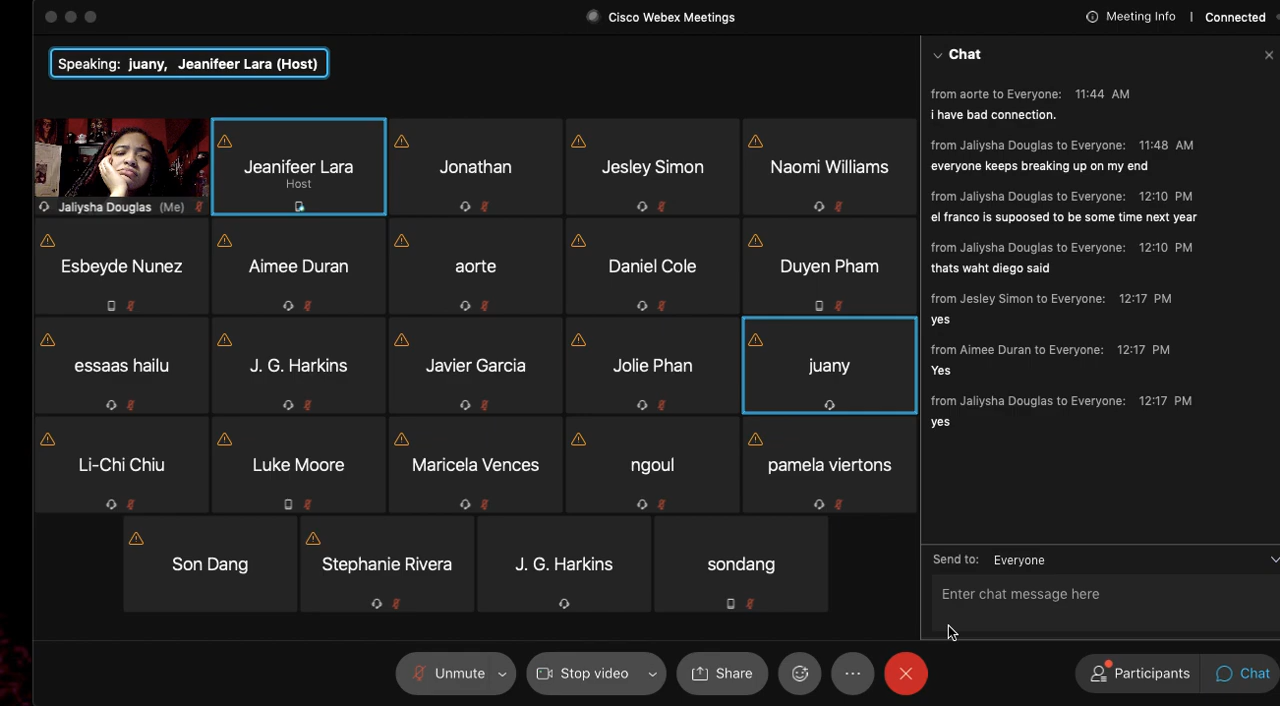 Cisco Webex Meetings
Meeting Info | Connected
Speaking: juany, Jeanifeer Lara (Host)
Jaliysha Douglas (Me)
Jeanifeer Lara
Host
Jonathan
Jesley Simon
Naomi Williams
Esbeyde Nunez
Aimee Duran
aorte
Daniel Cole
Duyen Pham
essaas hailu
J. G. Harkins
Javier Garcia
Jolie Phan
juany
Li-Chi Chiu
Luke Moore
Maricela Vences
ngoul
pamela viertons
Son Dang
Stephanie Rivera
J. G. Harkins
sondang
Chat
from aorte to Everyone: 11:44 AM
i have bad connection.
from Jaliysha Douglas to Everyone: 11:48 AM
everyone keeps breaking up on my end
from Jaliysha Douglas to Everyone: 12:10 PM
el franco is supoosed to be some time next year
from Jaliysha Douglas to Everyone: 12:10 PM
thats waht diego said
from Jesley Simon to Everyone: 12:17 PM
yes
from Aimee Duran to Everyone: 12:17 PM
Yes
from Jaliysha Douglas to Everyone: 12:17 PM
yes
Send to: Everyone
Enter chat message here
Unmute
Stop video
Share
Participants
Chat